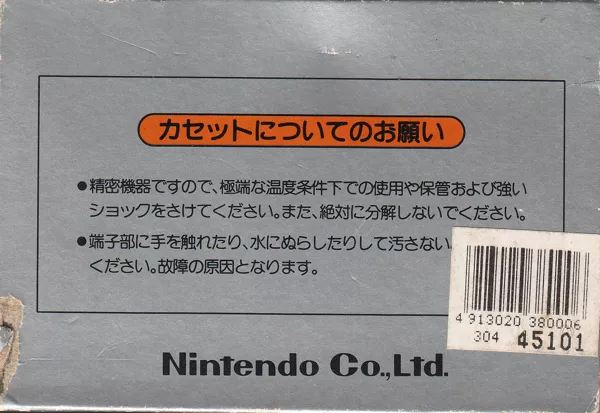 カセットについてのお願い
●精密機器ですので、極端な温度条件下での使用や保管および強い
ショックをさけてください。また、絶対に分解しないでください。
●端子部に手を触れたり、水にぬらしたりして汚さない
ください。故障の原因となります。
4 913020 380006
304 45101
Nintendo Co.,Ltd.